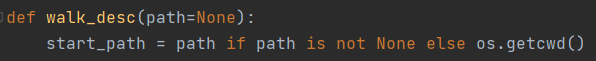 def walk_desc(path=None):
    start_path = path if path is not None else os.getcwd()